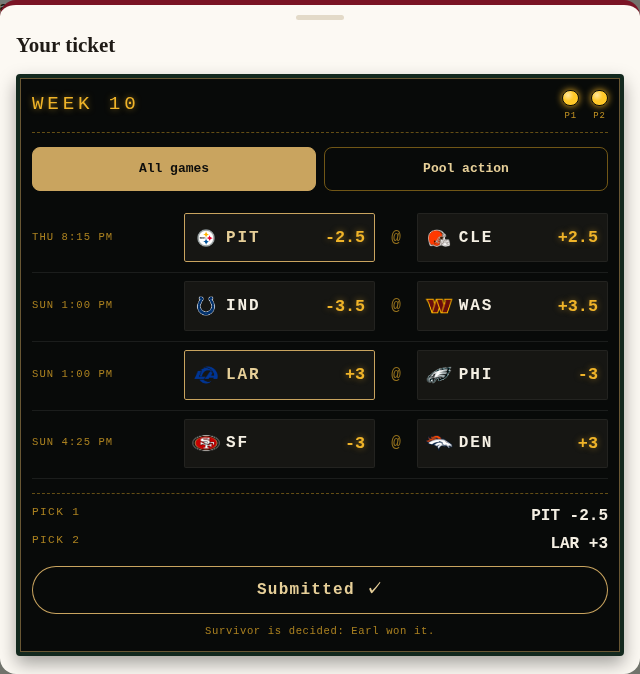 Your ticket
WEEK 10
P1 P2
All games Pool action
THU 8:15 PM PIT -2.5 @ CLE +2.5
SUN 1:00 PM IND -3.5 @ WAS +3.5
SUN 1:00 PM LAR +3 @ PHI -3
SUN 4:25 PM SF -3 @ DEN +3
PICK 1 PIT -2.5
PICK 2 LAR +3
Submitted ✓
Survivor is decided: Earl won it.